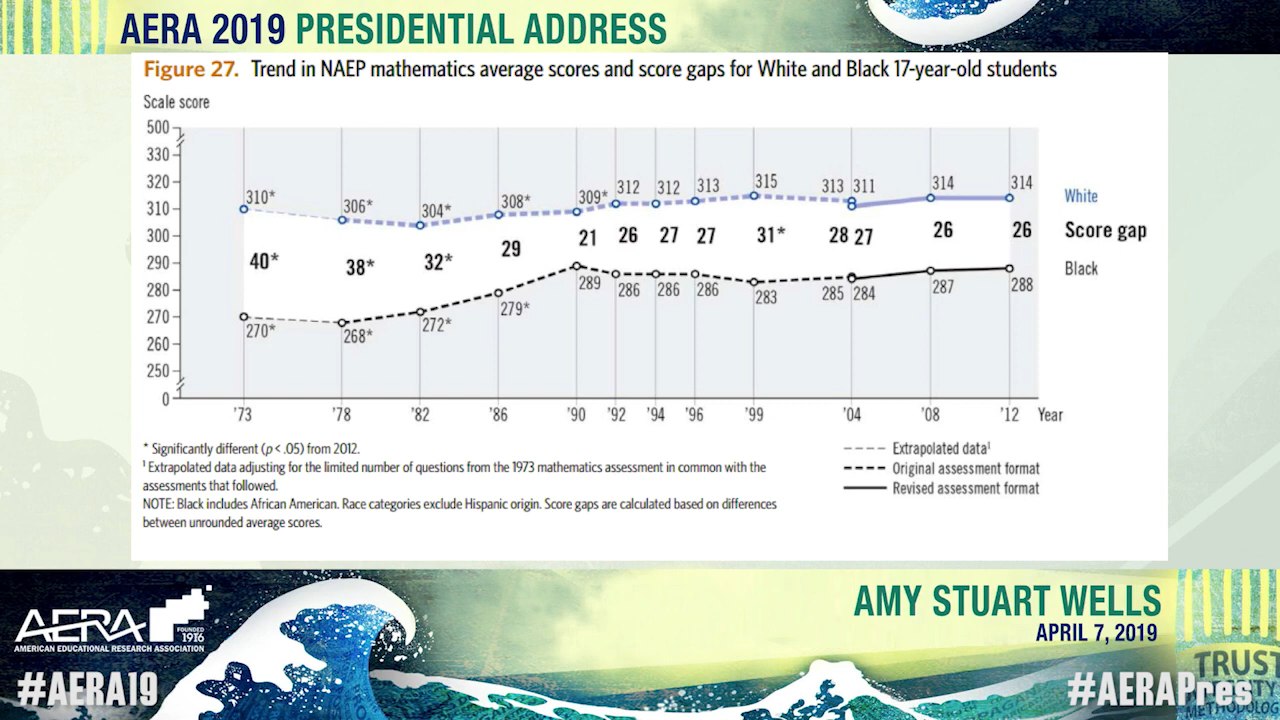 AERA 2019 PRESIDENTIAL ADDRESS
Figure 27. Trend in NAEP mathematics average scores and score gaps for White and Black 17-year-old students
Scale score
500
330
320
310
300
290
280
270
260
250
0
310* 306* 304* 308* 309* 312 312 313 315 313 311 314 314
White
40* 38* 32* 29 21 26 27 27 31* 28 27 26 26
Score gap
Black
270* 268* 272* 279* 289 286 286 286 283 285 284 287 288
'73 '78 '82 '86 '90 '92 '94 '96 '99 '04 '08 '12 Year
* Significantly different (p < .05) from 2012.
¹ Extrapolated data adjusting for the limited number of questions from the 1973 mathematics assessment in common with the
assessments that followed.
NOTE: Black includes African American. Race categories exclude Hispanic origin. Score gaps are calculated based on differences
between unrounded average scores.
Extrapolated data¹
Original assessment format
Revised assessment format
AMY STUART WELLS
APRIL 7, 2019
AERA
FOUNDED
1916
AMERICAN EDUCATIONAL RESEARCH ASSOCIATION
#AERA19
#AERAPres
TRUST